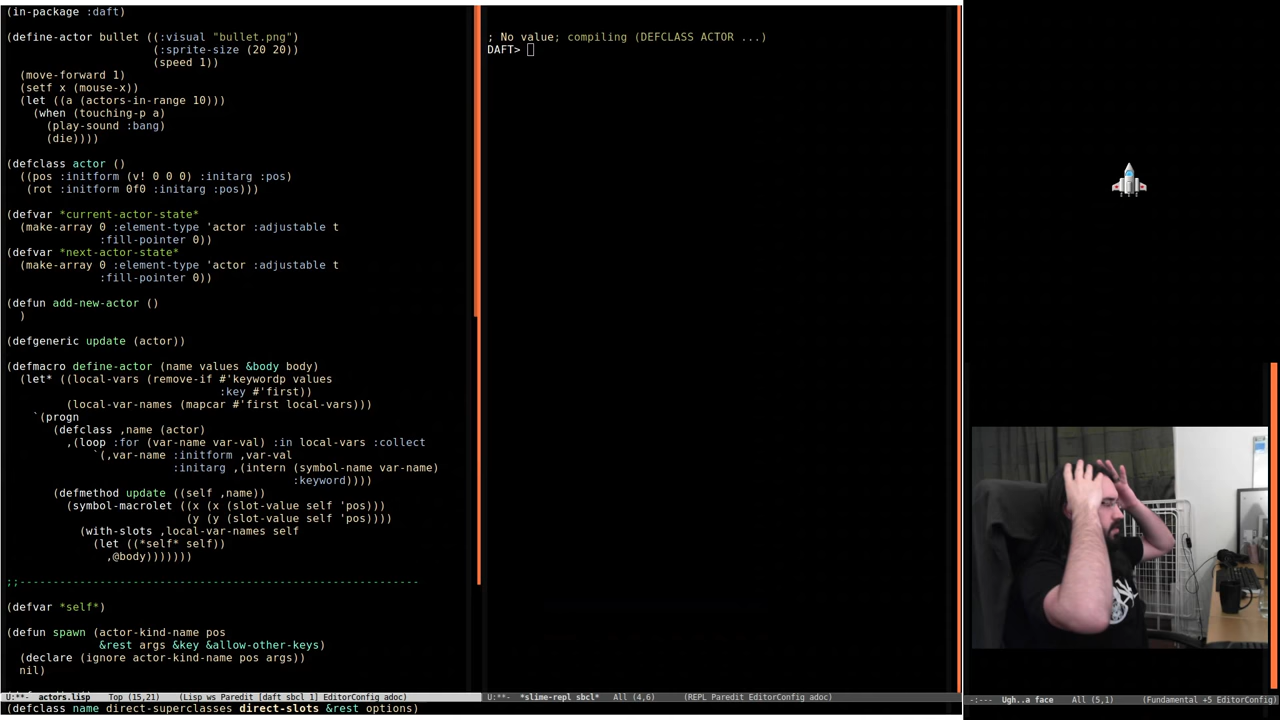 (in-package :daft)
(define-actor bullet ((:visual "bullet.png")
(:sprite-size (20 20))
(speed 1))
(move-forward 1)
(setf x (mouse-x))
(let ((a (actors-in-range 10)))
(when (touching-p a)
(play-sound :bang)
(die))))
(defclass actor ()
((pos :initform (v! 0 0 0) :initarg :pos)
(rot :initform 0f0 :initarg :pos)))
(defvar *current-actor-state*
(make-array 0 :element-type 'actor :adjustable t
:fill-pointer 0))
(defvar *next-actor-state*
(make-array 0 :element-type 'actor :adjustable t
:fill-pointer 0))
(defun add-new-actor ()
)
(defgeneric update (actor))
(defmacro define-actor (name values &body body)
(let* ((local-vars (remove-if #'keywordp values
:key #'first))
(local-var-names (mapcar #'first local-vars)))
`(progn
(defclass ,name (actor)
,(loop :for (var-name var-val) :in local-vars :collect
`(,var-name :initform ,var-val
:initarg ,(intern (symbol-name var-name)
:keyword))))
(defmethod update ((self ,name))
(symbol-macrolet ((x (x (slot-value self 'pos)))
(y (y (slot-value self 'pos))))
(with-slots ,local-var-names self
(let ((*self* self))
,@body)))))))
;;-------------------------------------------------------------
(defvar *self*)
(defun spawn (actor-kind-name pos
&rest args &key &allow-other-keys)
(declare (ignore actor-kind-name pos args))
nil)
U:**-  actors.lisp   Top (15,21)   (Lisp ws Paredit [daft sbcl 1] EditorConfig adoc)
(defclass name direct-superclasses direct-slots &rest options)
; No value; compiling (DEFCLASS ACTOR ...)
DAFT>
U:**-  *slime-repl sbcl*   All (4,6)   (REPL Paredit EditorConfig adoc)
-:---  Ugh..a face   All (5,1)   (Fundamental +5 EditorConfig)